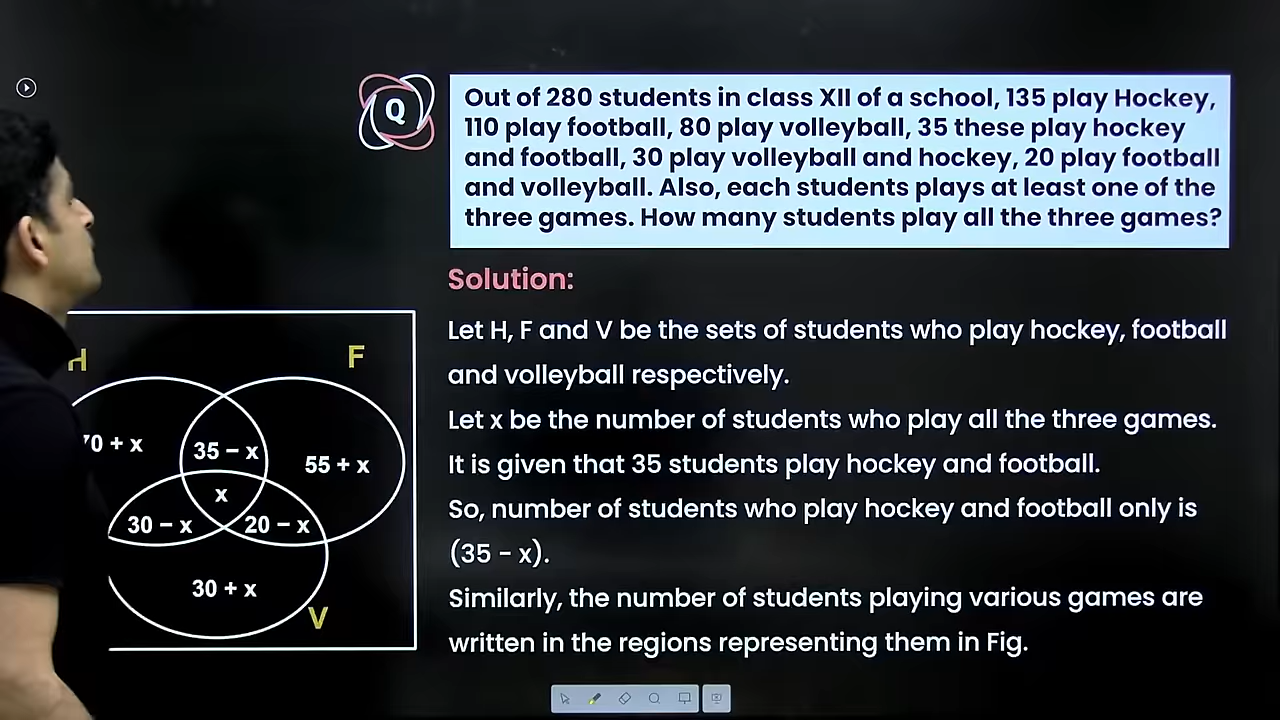 Q
Out of 280 students in class XII of a school, 135 play Hockey,
110 play football, 80 play volleyball, 35 these play hockey
and football, 30 play volleyball and hockey, 20 play football
and volleyball. Also, each students plays at least one of the
three games. How many students play all the three games?
Solution:
Let H, F and V be the sets of students who play hockey, football
and volleyball respectively.
Let x be the number of students who play all the three games.
It is given that 35 students play hockey and football.
So, number of students who play hockey and football only is
(35 - x).
Similarly, the number of students playing various games are
written in the regions representing them in Fig.
H
F
70 + x
35 – x
55 + x
x
30 – x
20 – x
30 + x
V